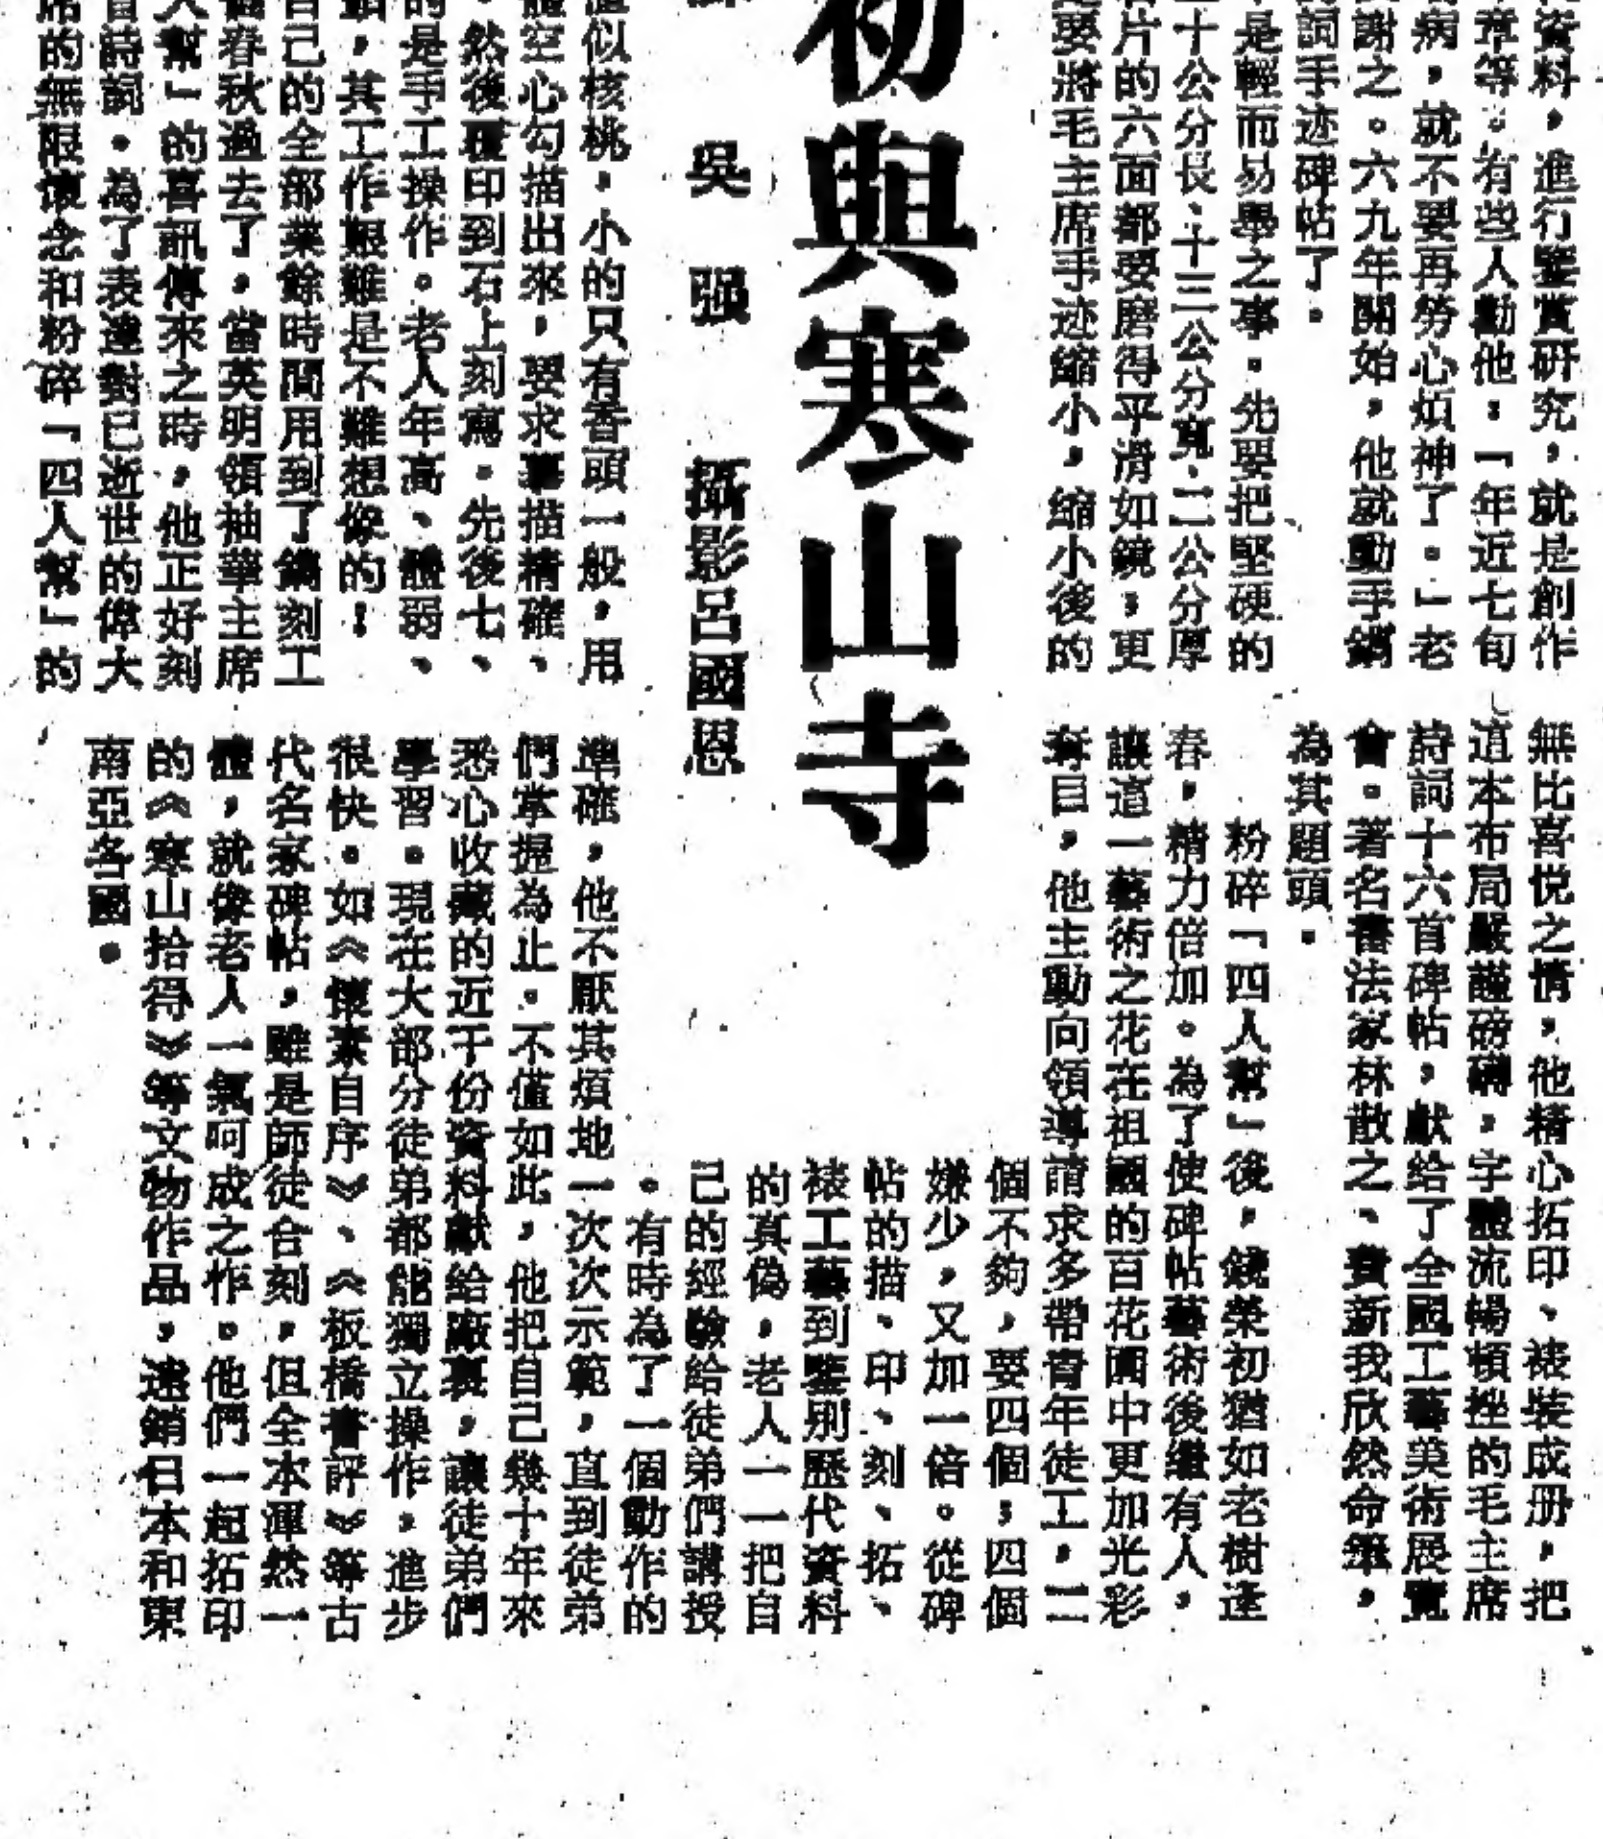 資料，進行鑒賞研究，就是創作
章等。有些人勸他：「年近七旬
病，就不要再勞心煩神了。」老
謝之。六九年開始，他就動手鐫
詞手迹碑帖了。
是輕而易舉之事。先要把堅硬的
十公分長、十三公分寬、二公分厚
片的六面都要磨得平滑如鏡；更
要將毛主席手迹縮小，縮小後的
初與寒山寺
吳强
攝影呂國恩
似核桃，小的只有香頭一般，用
空心勾描出來，要求摹描精確、
。然後覆印到石上刻寫。先後七、
的是手工操作。老人年高、體弱、
，其工作艱難是不難想像的！
自己的全部業餘時間用到了鐫刻工
個春秋過去了，當英明領袖華主席
人幫」的喜訊傳來之時，他正好刻
首詩詞。為了表達對已逝世的偉大
席的無限懷念和粉碎「四人幫」的
無比喜悅之情，他精心拓印、裱裝成册，把
這本布局嚴謹磅礴，字體流暢頓挫的毛主席
詩詞十六首碑帖，献给了全國工藝美術展覽
會。著名書法家林散之、費新我欣然命筆，
為其題頭。
粉碎「四人幫」後，錢榮初猶如老樹逢
春，精力倍加。為了使碑帖藝術後繼有人，
讓這一藝術之花在祖國的百花園中更加光彩
奪目，他主動向領導請求多帶青年徒工，二
個不夠，要四個；四個
嫌少，又加一倍。從碑
帖的描、印、刻、拓、
裱工藝到鑒別歷代資料
的真偽，老人一一把自
己的經驗給徒弟們講授
。有時為了一個動作的
準確，他不厭其煩地一次次示範，直到徒弟
們掌握為止。不僅如此，他把自己幾十年來
悉心收藏的近千份資料献給廠裏，讓徒弟們
學習。現在大部分徒弟都能獨立操作，進步
很快。如《懷素自序》、《板橋書評》等古
代名家碑帖，雖是師徒合刻，但全本渾然一
體，就像老人一氣呵成之作。他們一起拓印
的《寒山拾得》等文物作品，遠銷日本和東
南亞各國。